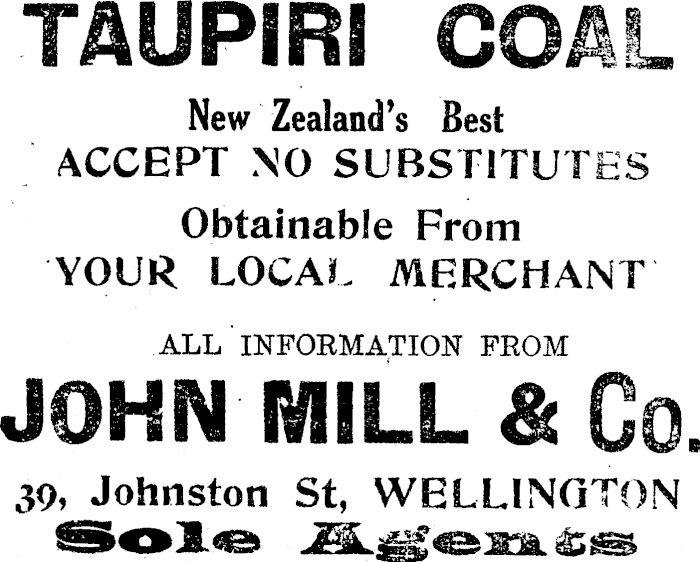 TAUPIRI COAL
New Zealand's Best
ACCEPT NO SUBSTITUTES
Obtainable From
YOUR LOCAL MERCHANT
ALL INFORMATION FROM
JOHN MILL & Co.
39, Johnston St, WELLINGTON
Sole Agents